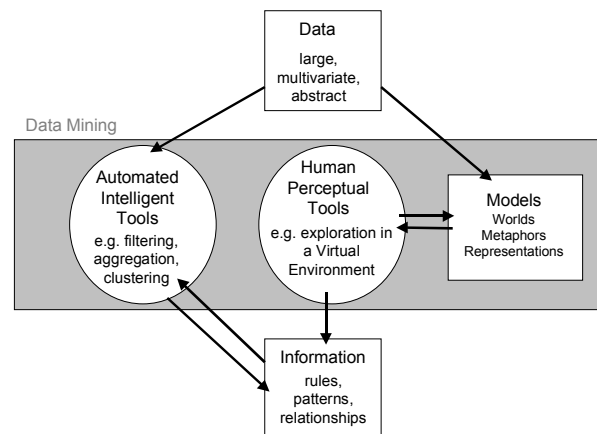 Data
large,
multivariate,
abstract
Data Mining
Automated
Intelligent
Tools
e.g. filtering,
aggregation,
clustering
Human
Perceptual
Tools
e.g. exploration in
a Virtual
Environment
Models
Worlds
Metaphors
Representations
Information
rules,
patterns,
relationships